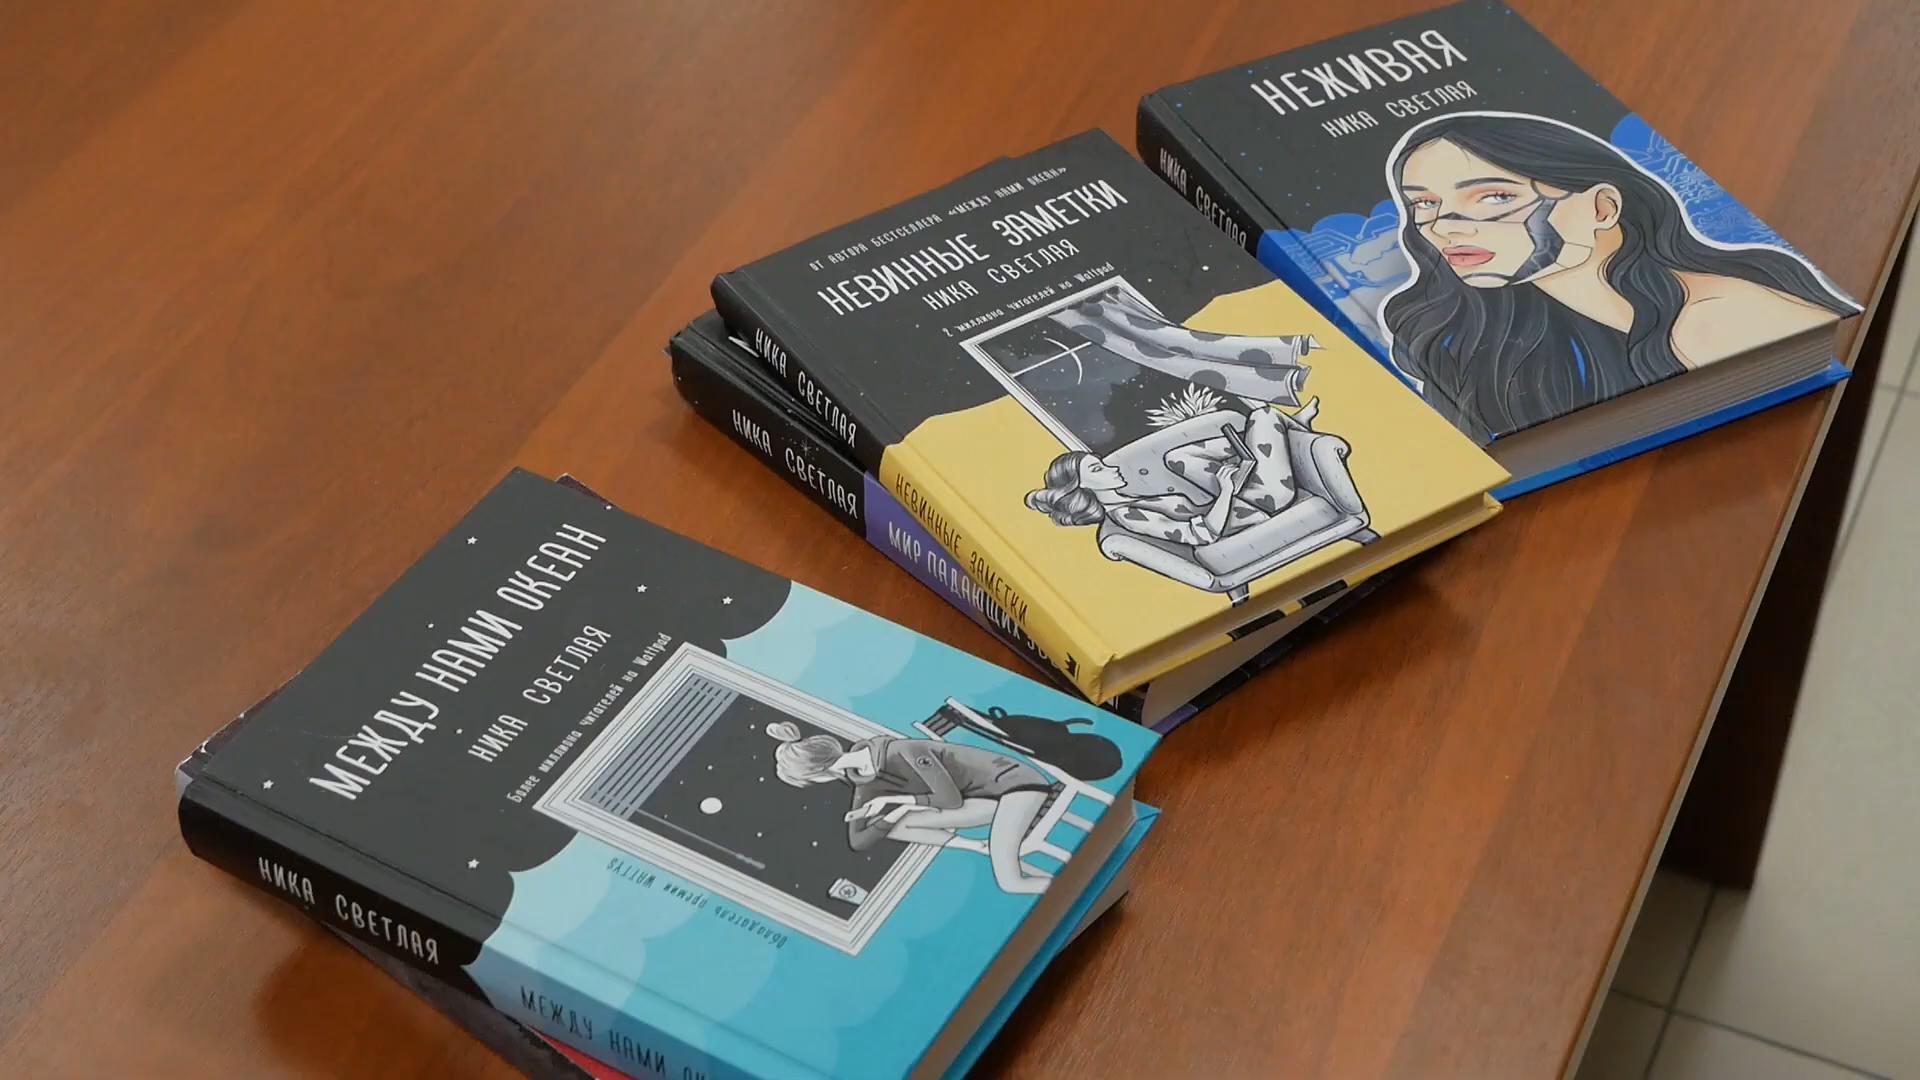 НЕЖИВАЯ
НИКА СВЕТЛАЯ
НИКА СВЕТЛАЯ
ОТ АВТОРА БЕСТСЕЛЛЕРА «МЕЖДУ НАМИ ОКЕАН»
НЕВИННЫЕ ЗАМЕТКИ
НИКА СВЕТЛАЯ
2 миллиона читателей на Wattpad
НИКА СВЕТЛАЯ
НЕВИННЫЕ ЗАМЕТКИ
НИКА СВЕТЛАЯ
МИР ПАДАЮЩИХ
МЕЖДУ НАМИ ОКЕАН
НИКА СВЕТЛАЯ
Более миллиона читателей на Wattpad
Обладатель премии WATTYS
НИКА СВЕТЛАЯ
МЕЖДУ НАМИ